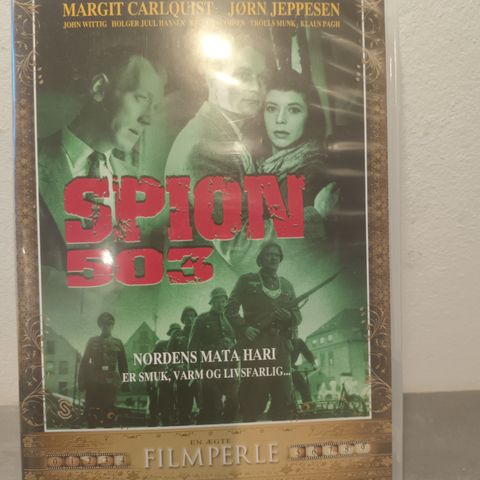 MARGIT CARLQUIST JØRN JEPPESEN
JOHN WITTIG HOLGER JUUL HANSEN TROELS MUNK KLAUS PAGH
SPION
503
NORDENS MATA HARI
ER SMUK, VARM OG LIVSFARLIG...
S
EN ÆGTE
FILMPERLE